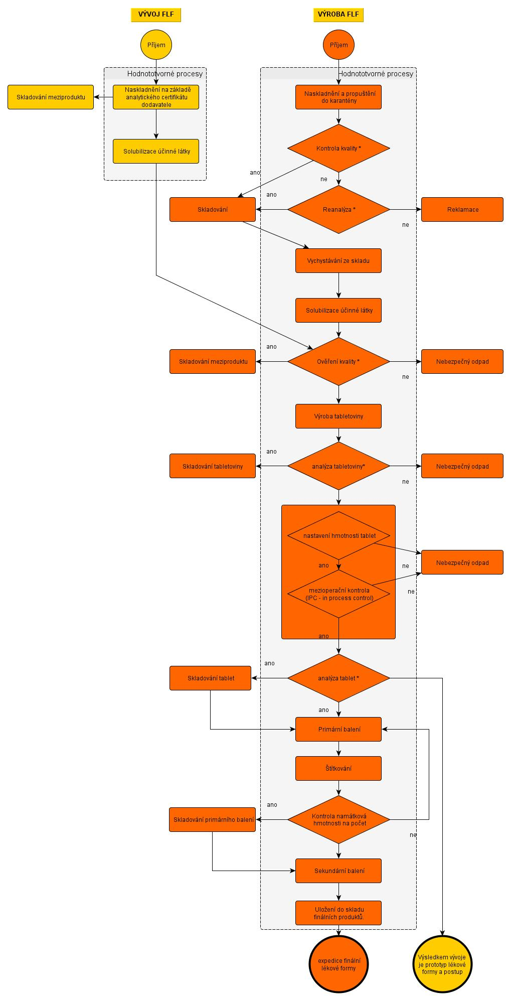 VÝVOJ FLF
VÝROBA FLF
Příjem
Příjem
Hodnototvorné procesy
Hodnototvorné procesy
Skladování meziproduktu
Naskladnění na základě
analytického certifikátu
dodavatele
Naskladnění a propuštění
do karantény
Solubilizace účinné látky
Kontrola kvality *
ano
ne
ano
Skladování
Reanalýza *
Reklamace
ne
Vychystávání ze skladu
Solubilizace účinné látky
ano
Skladování meziproduktu
Ověření kvality *
Nebezpečný odpad
ne
Výroba tabletoviny
ano
Skladování tabletoviny
analýza tabletoviny*
Nebezpečný odpad
ne
nastavení hmotnosti tablet
Nebezpečný odpad
ano
ne
mezioperační kontrola
(IPC - in process control)
ne
ano
ano
Skladování tablet
analýza tablet *
ano
Primární balení
Štítkování
ano
Skladování primárního balení
Kontrola namátková
hmotnosti na počet
ne
Sekundární balení
Uložení do skladu
finálních produktů.
expedice finální
lékové formy
Výsledkem vývoje
je prototyp lékové
formy a postup